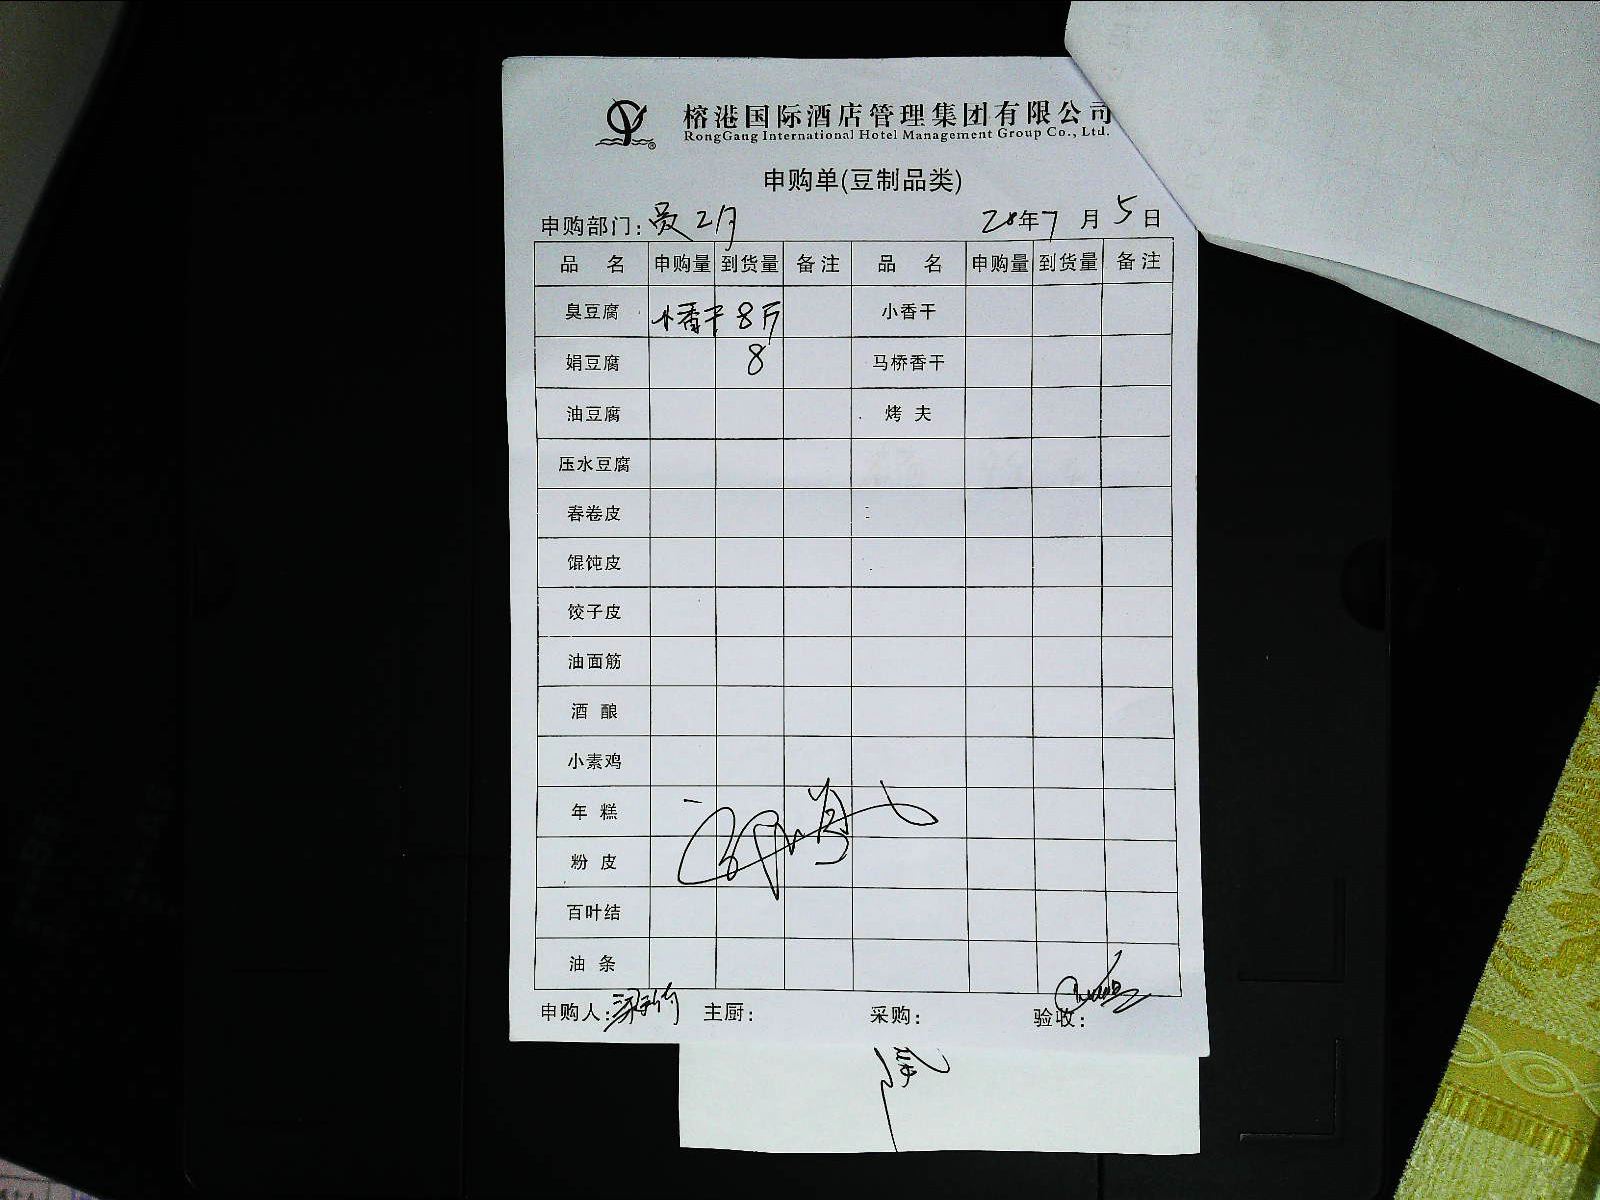 榕港国际酒店管理集团有限公司
RongGang International Hotel Management Group Co., Ltd.
申购单(豆制品类)
申购部门: 28年7月5日
品名 申购量 到货量 备注 品名 申购量 到货量 备注
臭豆腐 小香干 8斤 小香干
娟豆腐 8 马桥香干
油豆腐 烤夫
压水豆腐
春卷皮
馄饨皮
饺子皮
油面筋
酒酿
小素鸡
年糕
粉皮
百叶结
油条
申购人: 主厨: 采购: 验收: